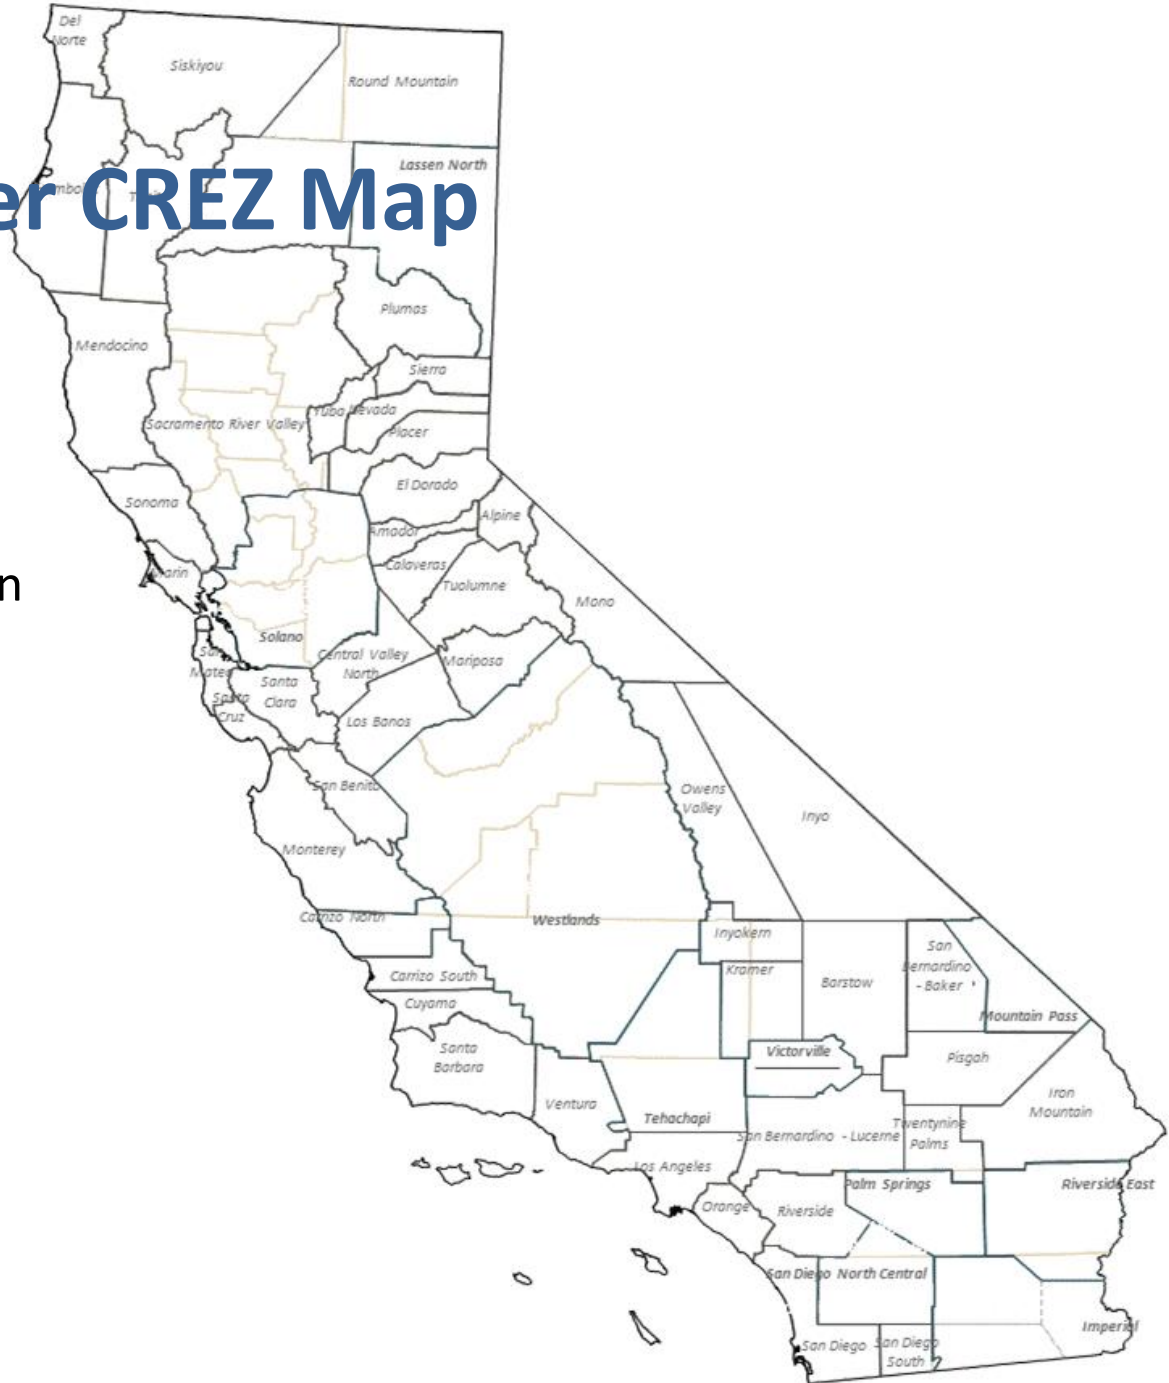 Del
Norte
Siskiyou
Round Mountain
Lassen North
er CREZ Map
Plumas
Mendocino
Sierra
Nevada
Sacramento River Valley
Placer
El Dorado
Sonoma
Alpine
Amador
Calaveras
n
Marin
Tuolumne
Mono
Solano
Central Valley
North
San
Mateo
Mariposa
Santa
Clara
Santa
Cruz
Los Banos
San Benito
Owens
Valley
Inyo
Monterey
Carrizo North
Westlands
Inyokern
San
Bernardino
- Baker
Kramer
Barstow
Carrizo South
Cuyama
Mountain Pass
Santa
Barbara
Victorville
Pisgah
Ventura
Iron
Mountain
Tehachapi
San Bernardino - Lucerne
Twentynine
Palms
Los Angeles
Palm Springs
Riverside East
Orange
Riverside
San Diego North Central
Imperial
San Diego
San Diego
South